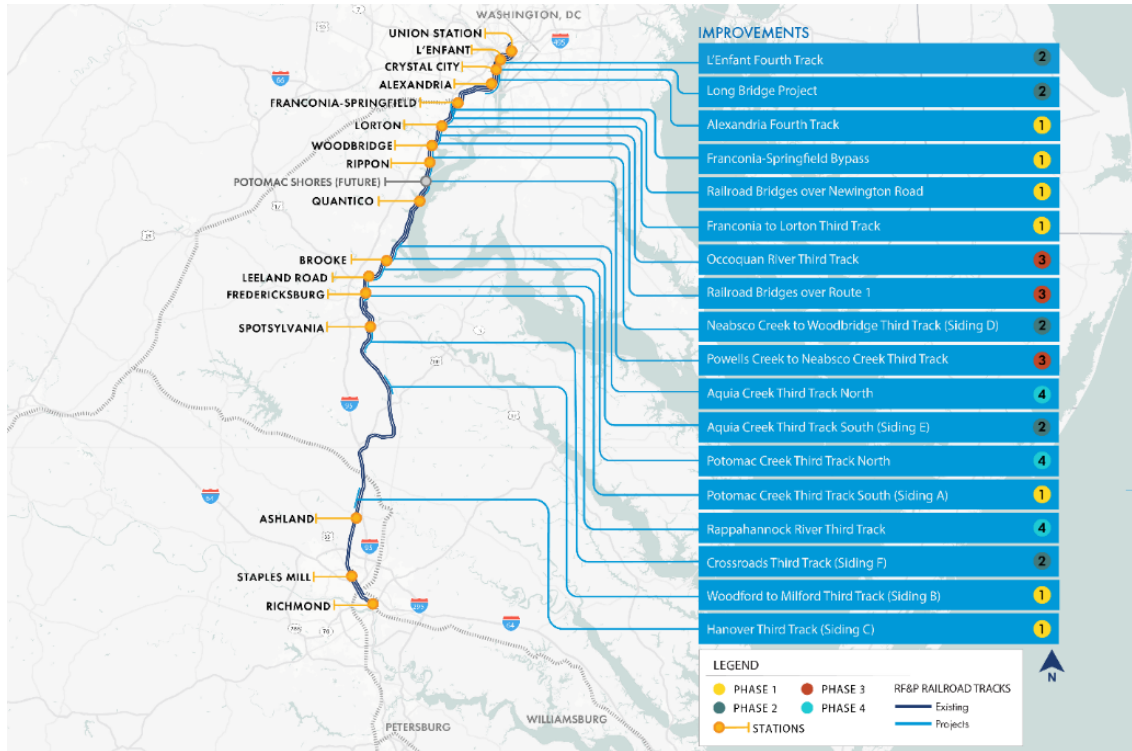 WASHINGTON, DC
UNION STATION
L'ENFANT
CRYSTAL CITY
ALEXANDRIA
FRANCONIA-SPRINGFIELD
LORTON
WOODBRIDGE
RIPPON
POTOMAC SHORES (FUTURE)
QUANTICO
BROOKE
LEELAND ROAD
FREDERICKSBURG
SPOTSYLVANIA
ASHLAND
STAPLES MILL
RICHMOND
PETERSBURG
WILLIAMSBURG
495
66
95
64
95
295
64
IMPROVEMENTS
L'Enfant Fourth Track 2
Long Bridge Project 2
Alexandria Fourth Track 1
Franconia-Springfield Bypass 1
Railroad Bridges over Newington Road 1
Franconia to Lorton Third Track 1
Occoquan River Third Track 3
Railroad Bridges over Route 1 3
Neabsco Creek to Woodbridge Third Track (Siding D) 2
Powells Creek to Neabsco Creek Third Track 3
Aquia Creek Third Track North 4
Aquia Creek Third Track South (Siding E) 2
Potomac Creek Third Track North 4
Potomac Creek Third Track South (Siding A) 1
Rappahannock River Third Track 4
Crossroads Third Track (Siding F) 2
Woodford to Milford Third Track (Siding B) 1
Hanover Third Track (Siding C) 1
LEGEND
PHASE 1
PHASE 2
PHASE 3
PHASE 4
STATIONS
RF&P RAILROAD TRACKS
Existing
Projects
N